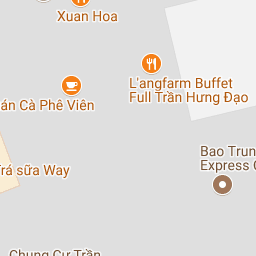 Xuan Hoa
L'angfarm Buffet
Full Trần Hưng Đạo
án Cà Phê Viên
Bao Trun
Express C
rá sữa Way
Chung Cư Trần